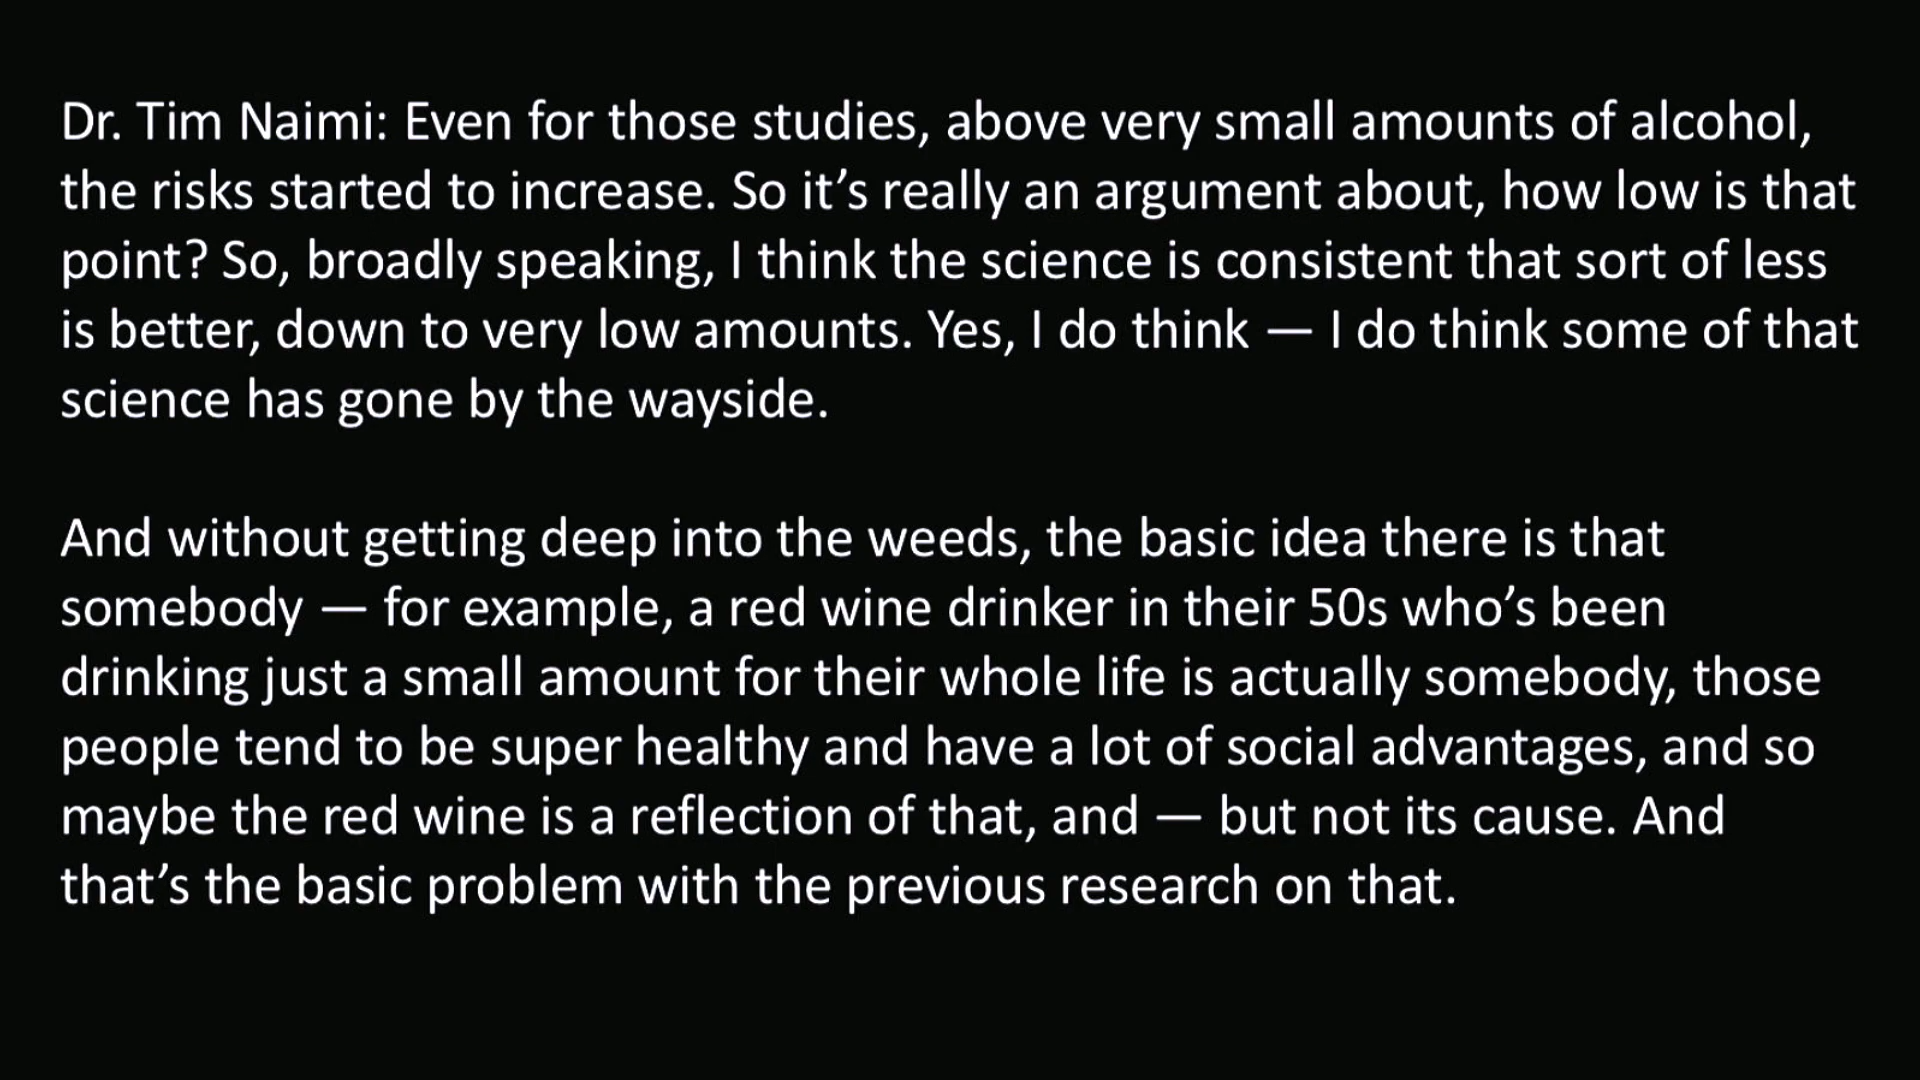 Dr. Tim Naimi: Even for those studies, above very small amounts of alcohol,
the risks started to increase. So it’s really an argument about, how low is that
point? So, broadly speaking, I think the science is consistent that sort of less
is better, down to very low amounts. Yes, I do think — I do think some of that
science has gone by the wayside.
And without getting deep into the weeds, the basic idea there is that
somebody — for example, a red wine drinker in their 50s who’s been
drinking just a small amount for their whole life is actually somebody, those
people tend to be super healthy and have a lot of social advantages, and so
maybe the red wine is a reflection of that, and — but not its cause. And
that’s the basic problem with the previous research on that.